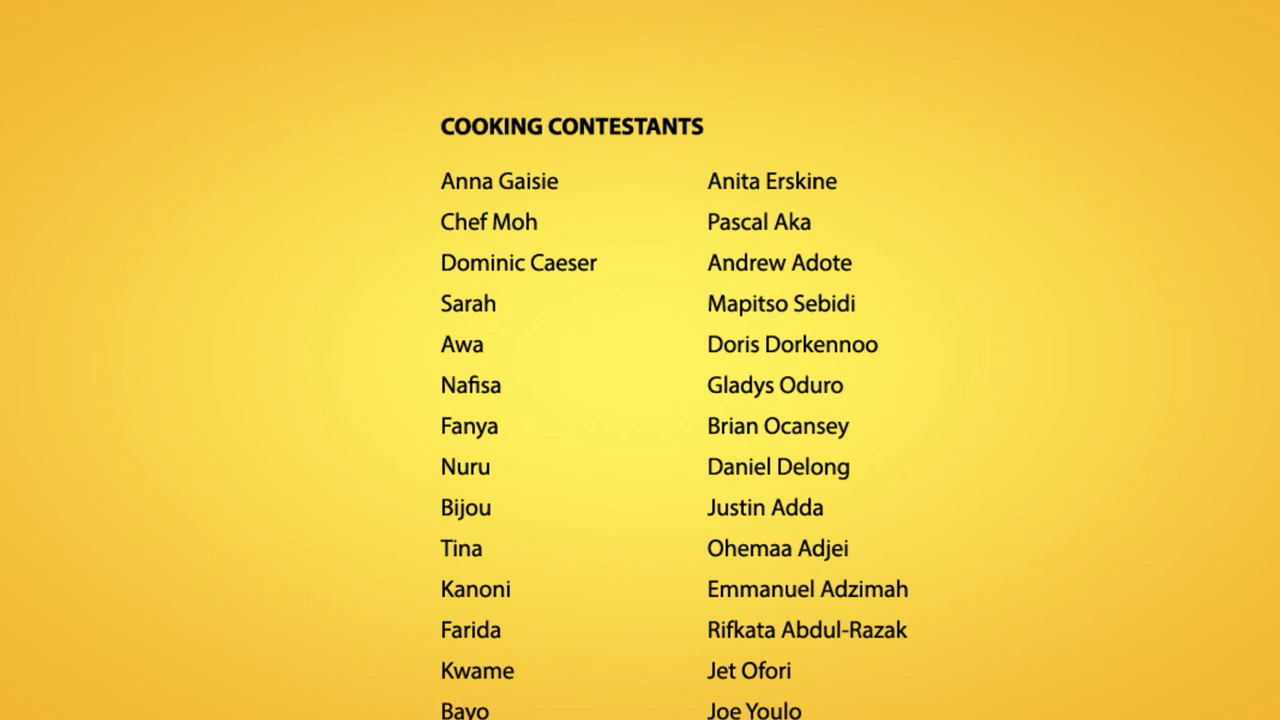 COOKING CONTESTANTS
Anna Gaisie Anita Erskine
Chef Moh Pascal Aka
Dominic Caeser Andrew Adote
Sarah Mapitso Sebidi
Awa Doris Dorkennoo
Nafisa Gladys Oduro
Fanya Brian Ocansey
Nuru Daniel Delong
Bijou Justin Adda
Tina Ohemaa Adjei
Kanoni Emmanuel Adzimah
Farida Rifkata Abdul-Razak
Kwame Jet Ofori
Bayo Joe Youlo